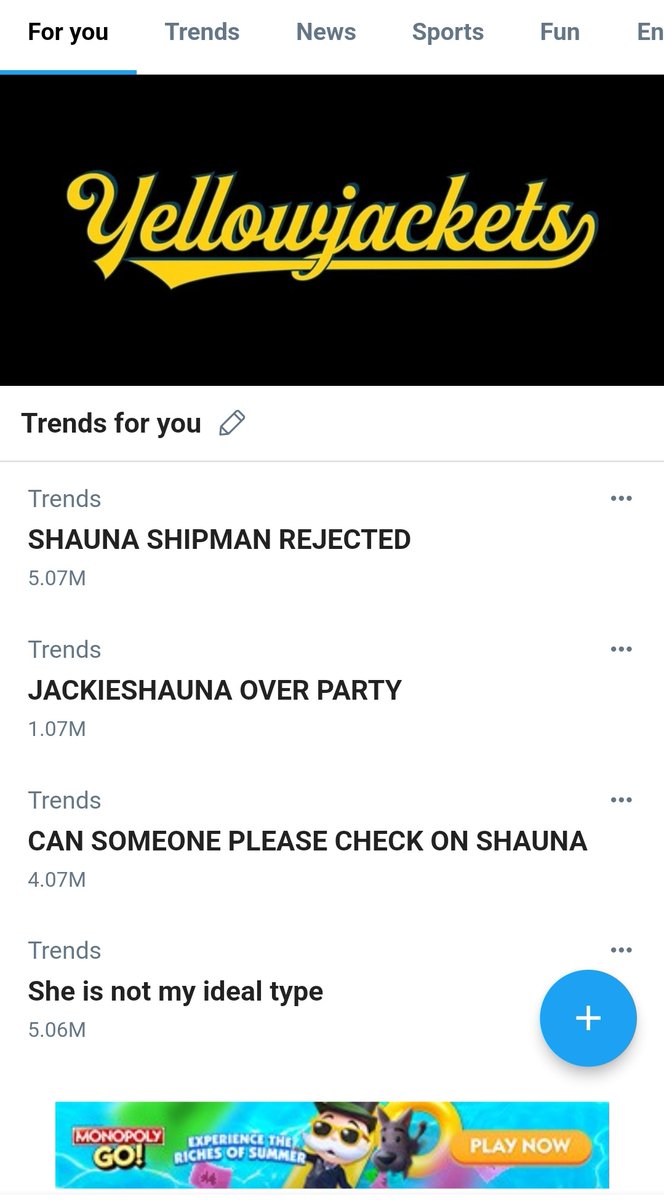 For you Trends News Sports Fun En
Yellowjackets
Trends for you
Trends
SHAUNA SHIPMAN REJECTED
5.07M
Trends
JACKIESHAUNA OVER PARTY
1.07M
Trends
CAN SOMEONE PLEASE CHECK ON SHAUNA
4.07M
Trends
She is not my ideal type
5.06M
MONOPOLY
GO!
EXPERIENCE THE
RICHES OF SUMMER
PLAY NOW